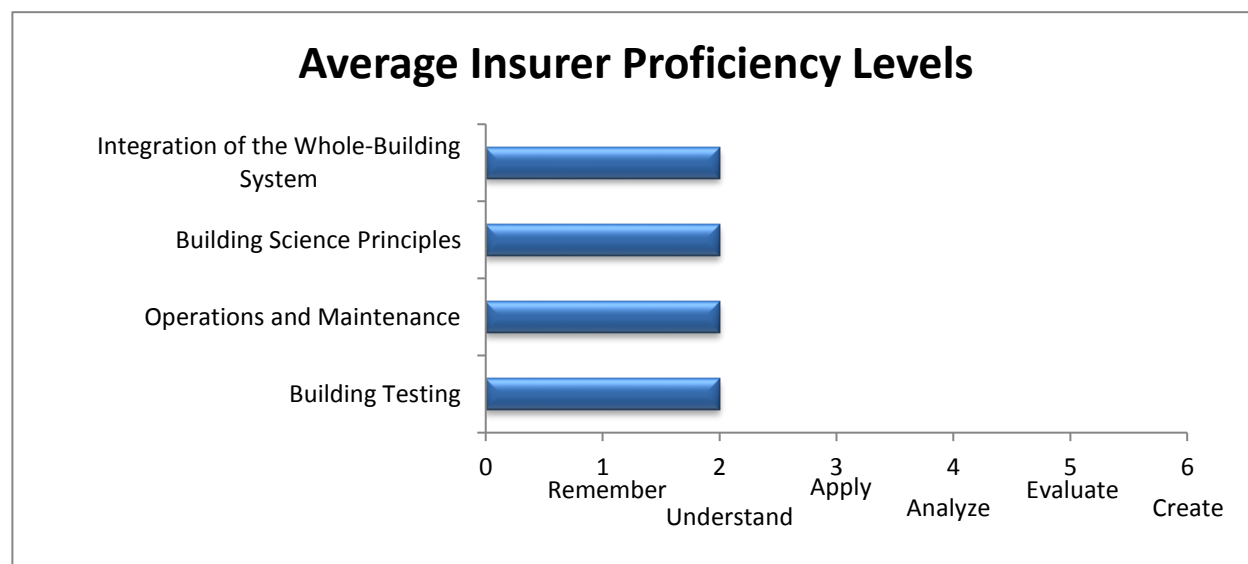 Average Insurer Proficiency Levels
Integration of the Whole-Building
System
Building Science Principles
Operations and Maintenance
Building Testing
0 1 2 3 4 5 6
Remember
Understand
Apply
Analyze
Evaluate
Create